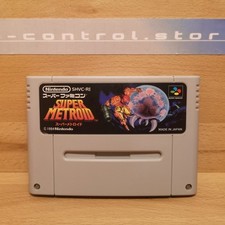 -control.stor
Nintendo SHVC-RI
スーパーファミコン
SUPER
METROID
スーパーメトロイド
©1994 Nintendo
MADE IN JAPAN